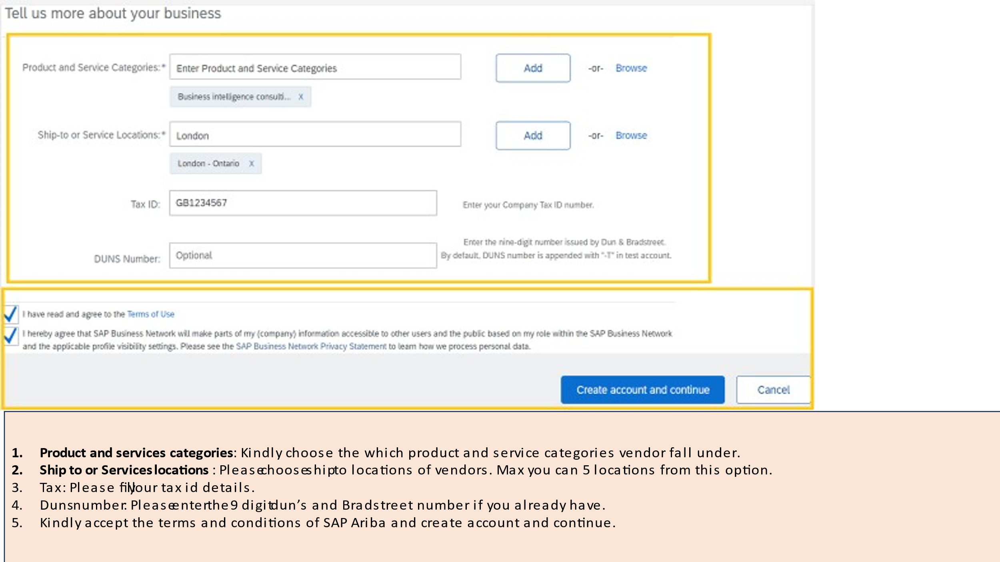 Tell us more about your business
Product and Service Categories:* Enter Product and Service Categories Add -or- Browse
Business intelligence consulti... X
Ship-to or Service Locations:* London Add -or- Browse
London - Ontario X
Tax ID: GB1234567 Enter your Company Tax ID number.
Enter the nine-digit number issued by Dun & Bradstreet.
DUNS Number: Optional By default, DUNS number is appended with "-T" in test account.
I have read and agree to the Terms of Use
I hereby agree that SAP Business Network will make parts of my (company) information accessible to other users and the public based on my role within the SAP Business Network
and the applicable profile visibility settings. Please see the SAP Business Network Privacy Statement to learn how we process personal data.
Create account and continue Cancel
1. Product and services categories: Kindly choose the which product and service categories vendor fall under.
2. Ship to or Services locations : Please choose ship to locations of vendors. Max you can 5 locations from this option.
3. Tax: Please fill your tax id details.
4. Duns number: Please enter the 9 digit dun’s and Bradstreet number if you already have.
5. Kindly accept the terms and conditions of SAP Ariba and create account and continue.